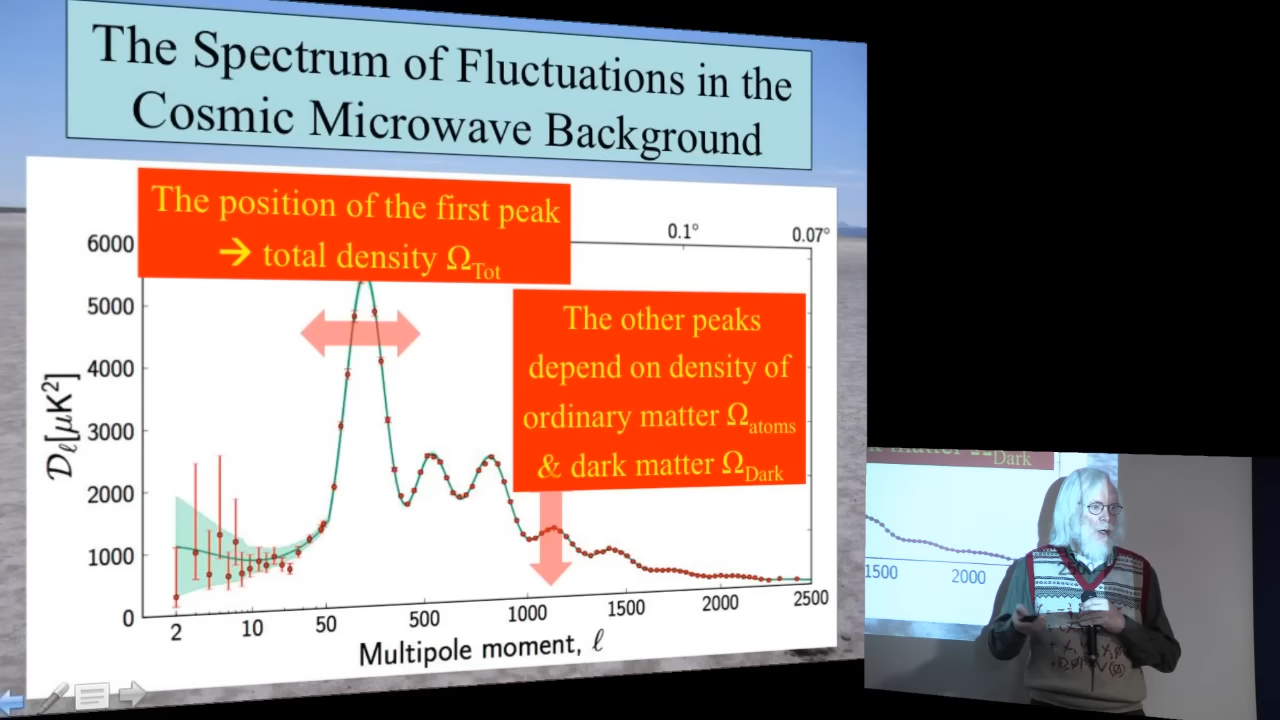 The Spectrum of Fluctuations in the
Cosmic Microwave Background
The position of the first peak
→ total density Ω_Tot
The other peaks
depend on density of
ordinary matter Ω_atoms
& dark matter Ω_Dark
0.1°
0.07°
6000
5000
4000
3000
2000
1000
0
𝒟ℓ[μK²]
2
10
50
500
1000
1500
2000
2500
Multipole moment, ℓ
Ω_Dark
1500
2000